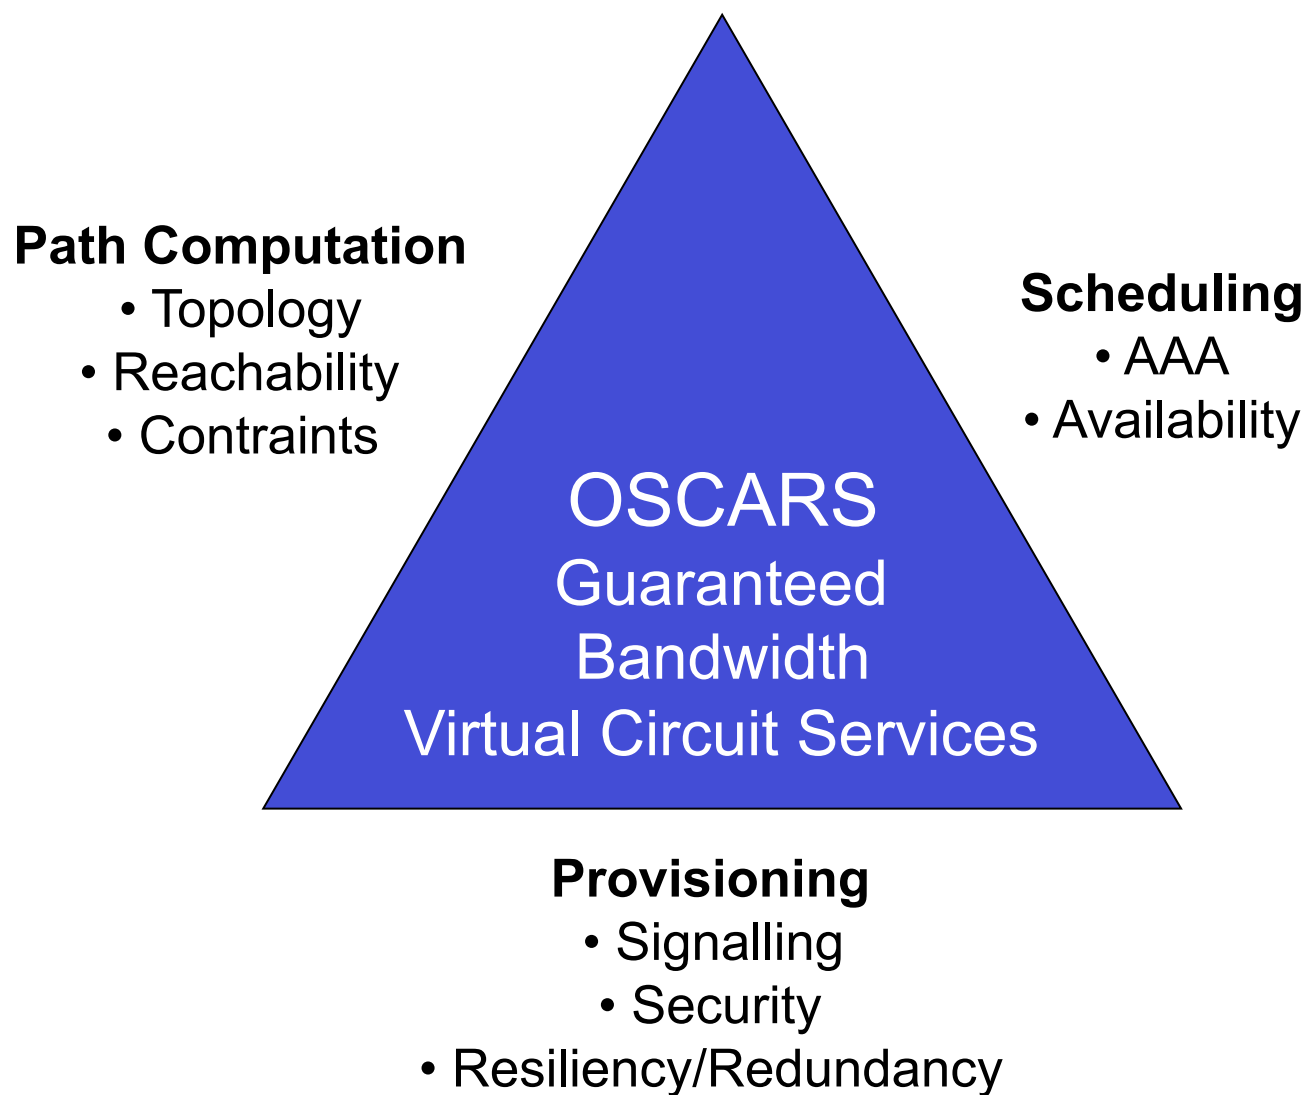 Path Computation
• Topology
• Reachability
• Contraints
Scheduling
• AAA
• Availability
OSCARS
Guaranteed
Bandwidth
Virtual Circuit Services
Provisioning
• Signalling
• Security
• Resiliency/Redundancy